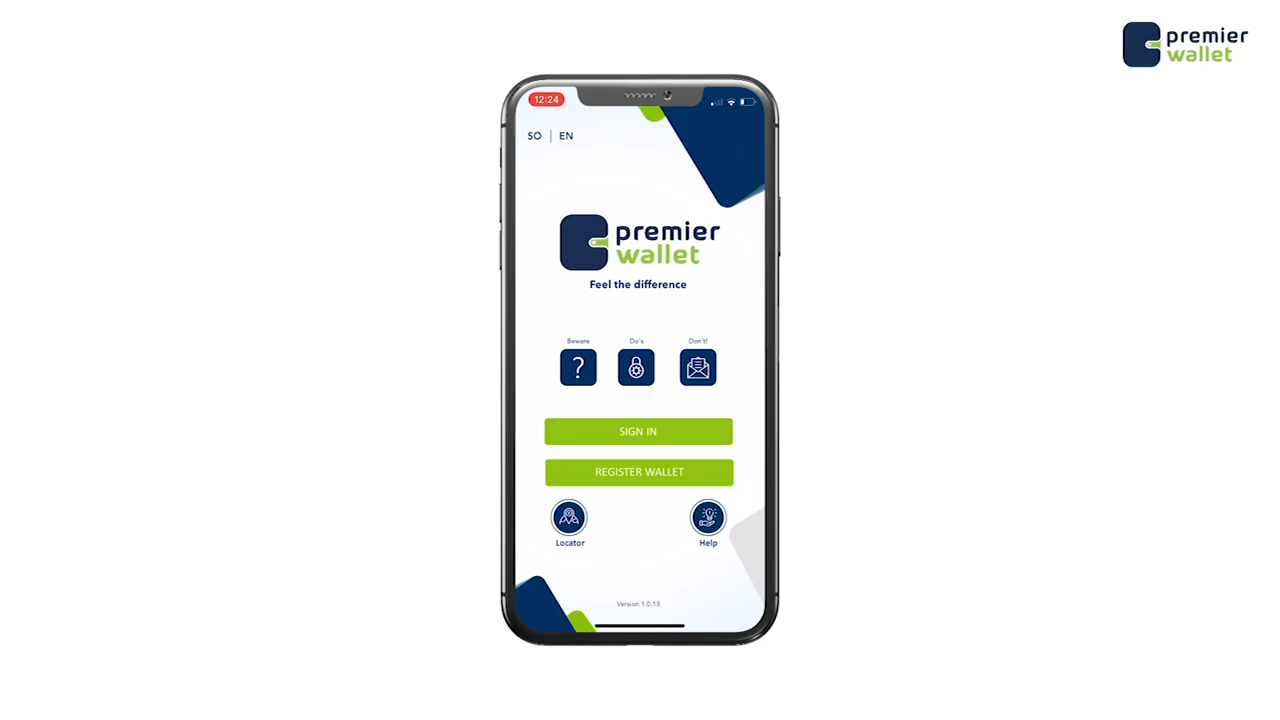 premier
wallet
12:24
SO | EN
premier
wallet
Feel the difference
Beware Do's Don't!
?
SIGN IN
REGISTER WALLET
Locator Help
Version 1.0.13